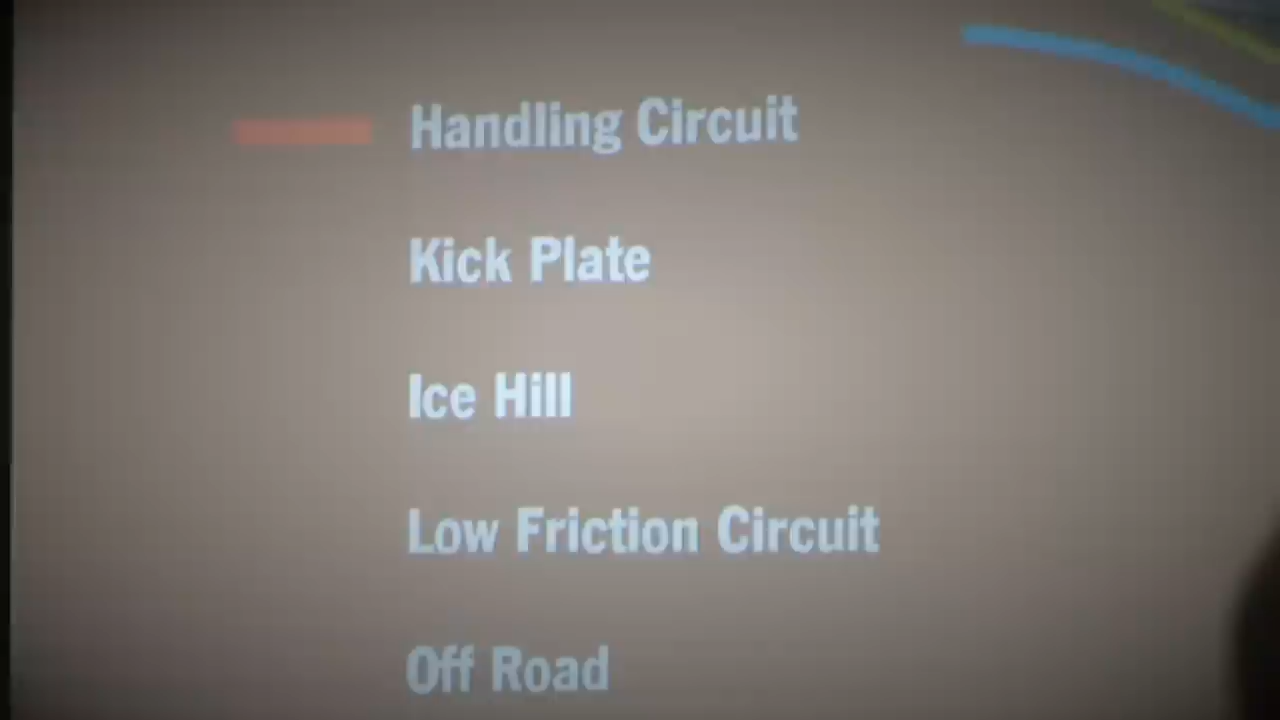 Handling Circuit
Kick Plate
Ice Hill
Low Friction Circuit
Off Road